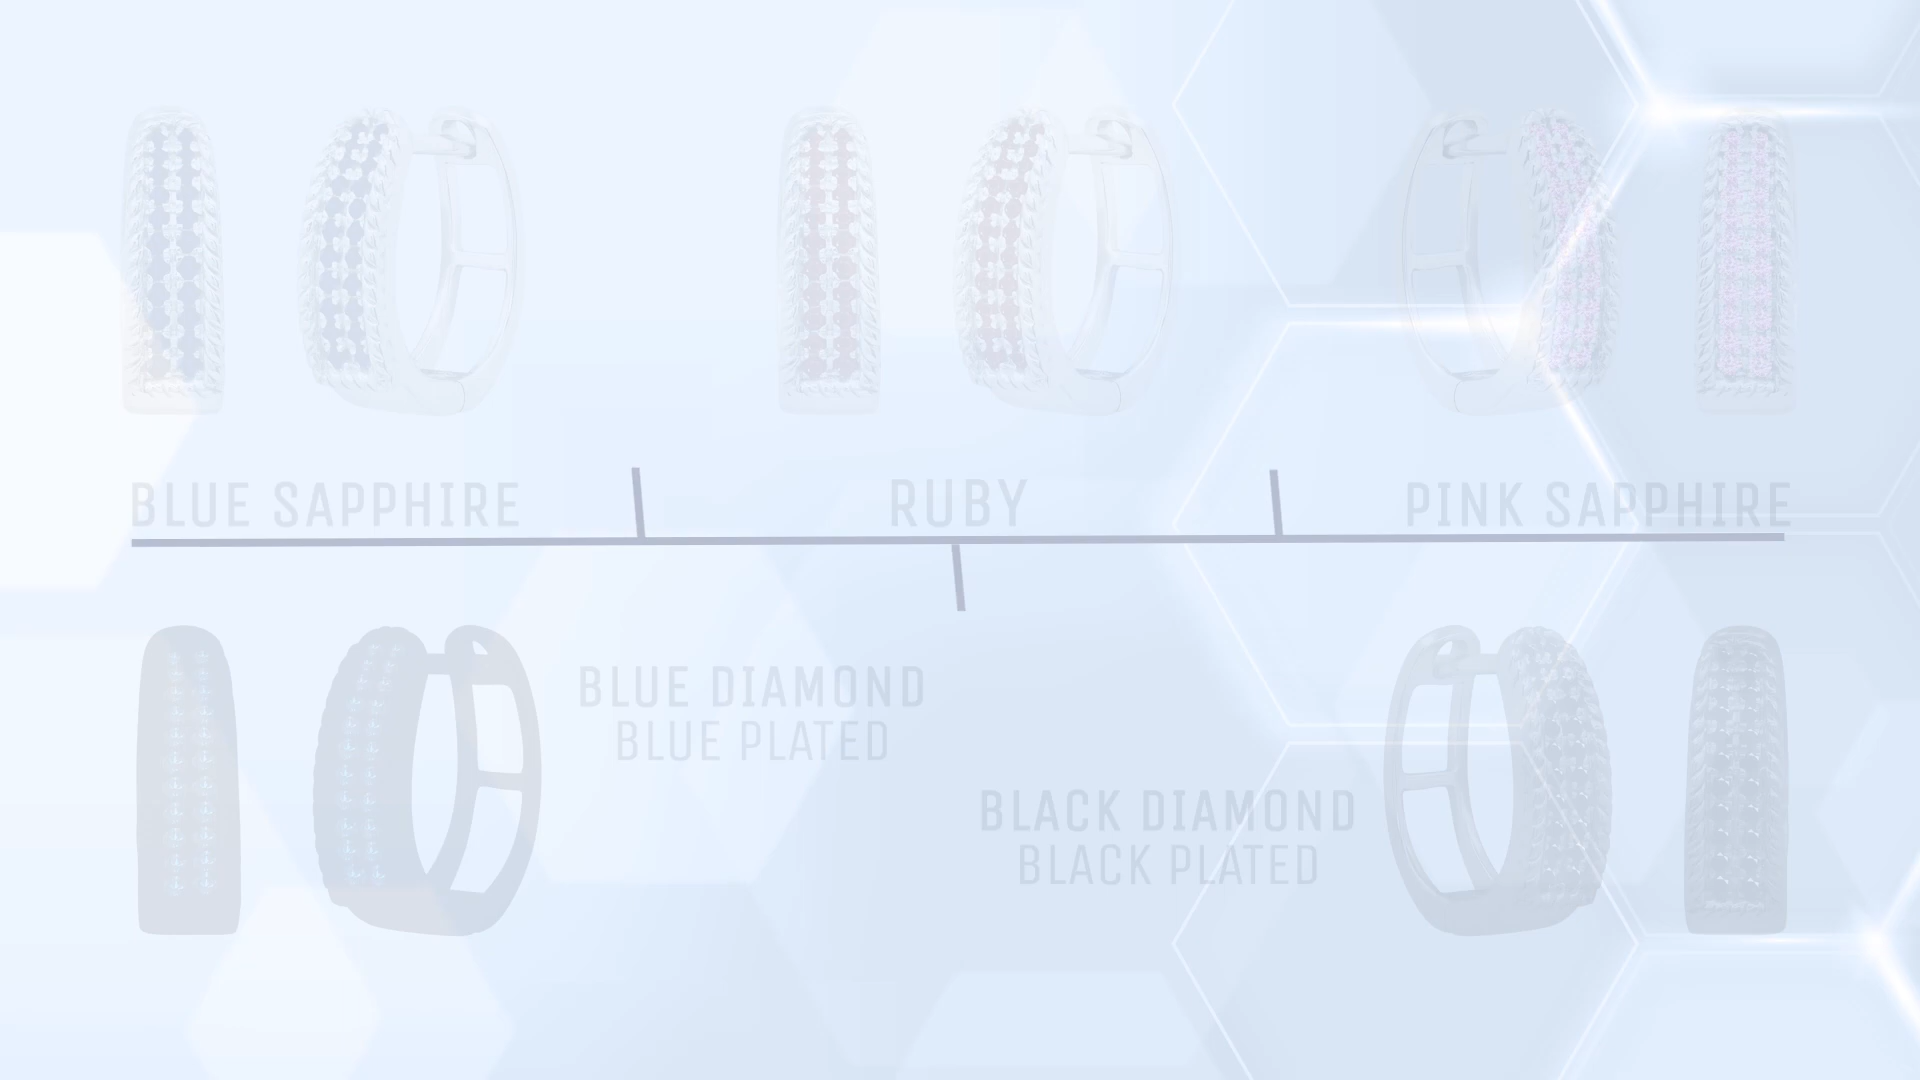 BLUE SAPPHIRE
RUBY
PINK SAPPHIRE
BLUE DIAMOND
BLUE PLATED
BLACK DIAMOND
BLACK PLATED